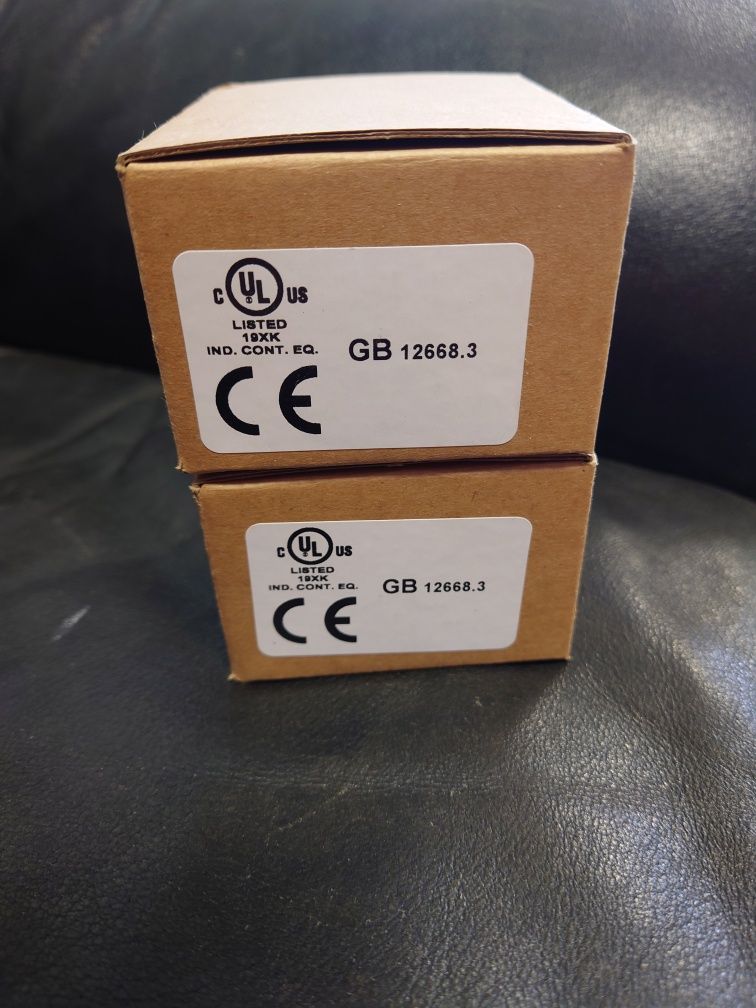 C UL US
LISTED
19XK
IND. CONT. EQ.
GB 12668.3
CE
C UL US
LISTED
19XK
IND. CONT. EQ.
GB 12668.3
CE